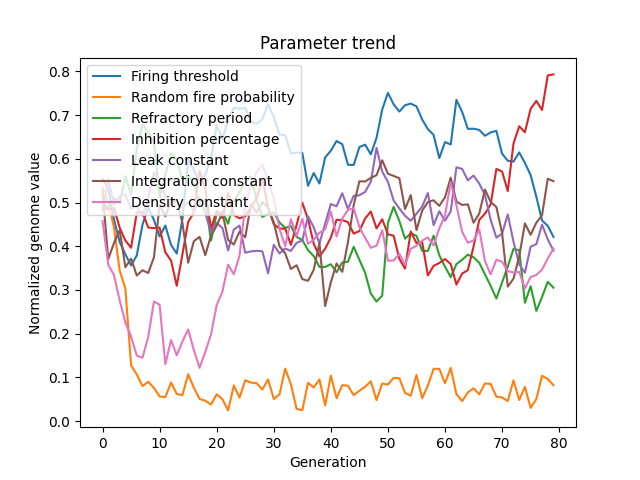 Parameter trend
Firing threshold
Random fire probability
Refractory period
Inhibition percentage
Leak constant
Integration constant
Density constant
Normalized genome value
0.8
0.7
0.6
0.5
0.4
0.3
0.2
0.1
0.0
0 10 20 30 40 50 60 70 80
Generation